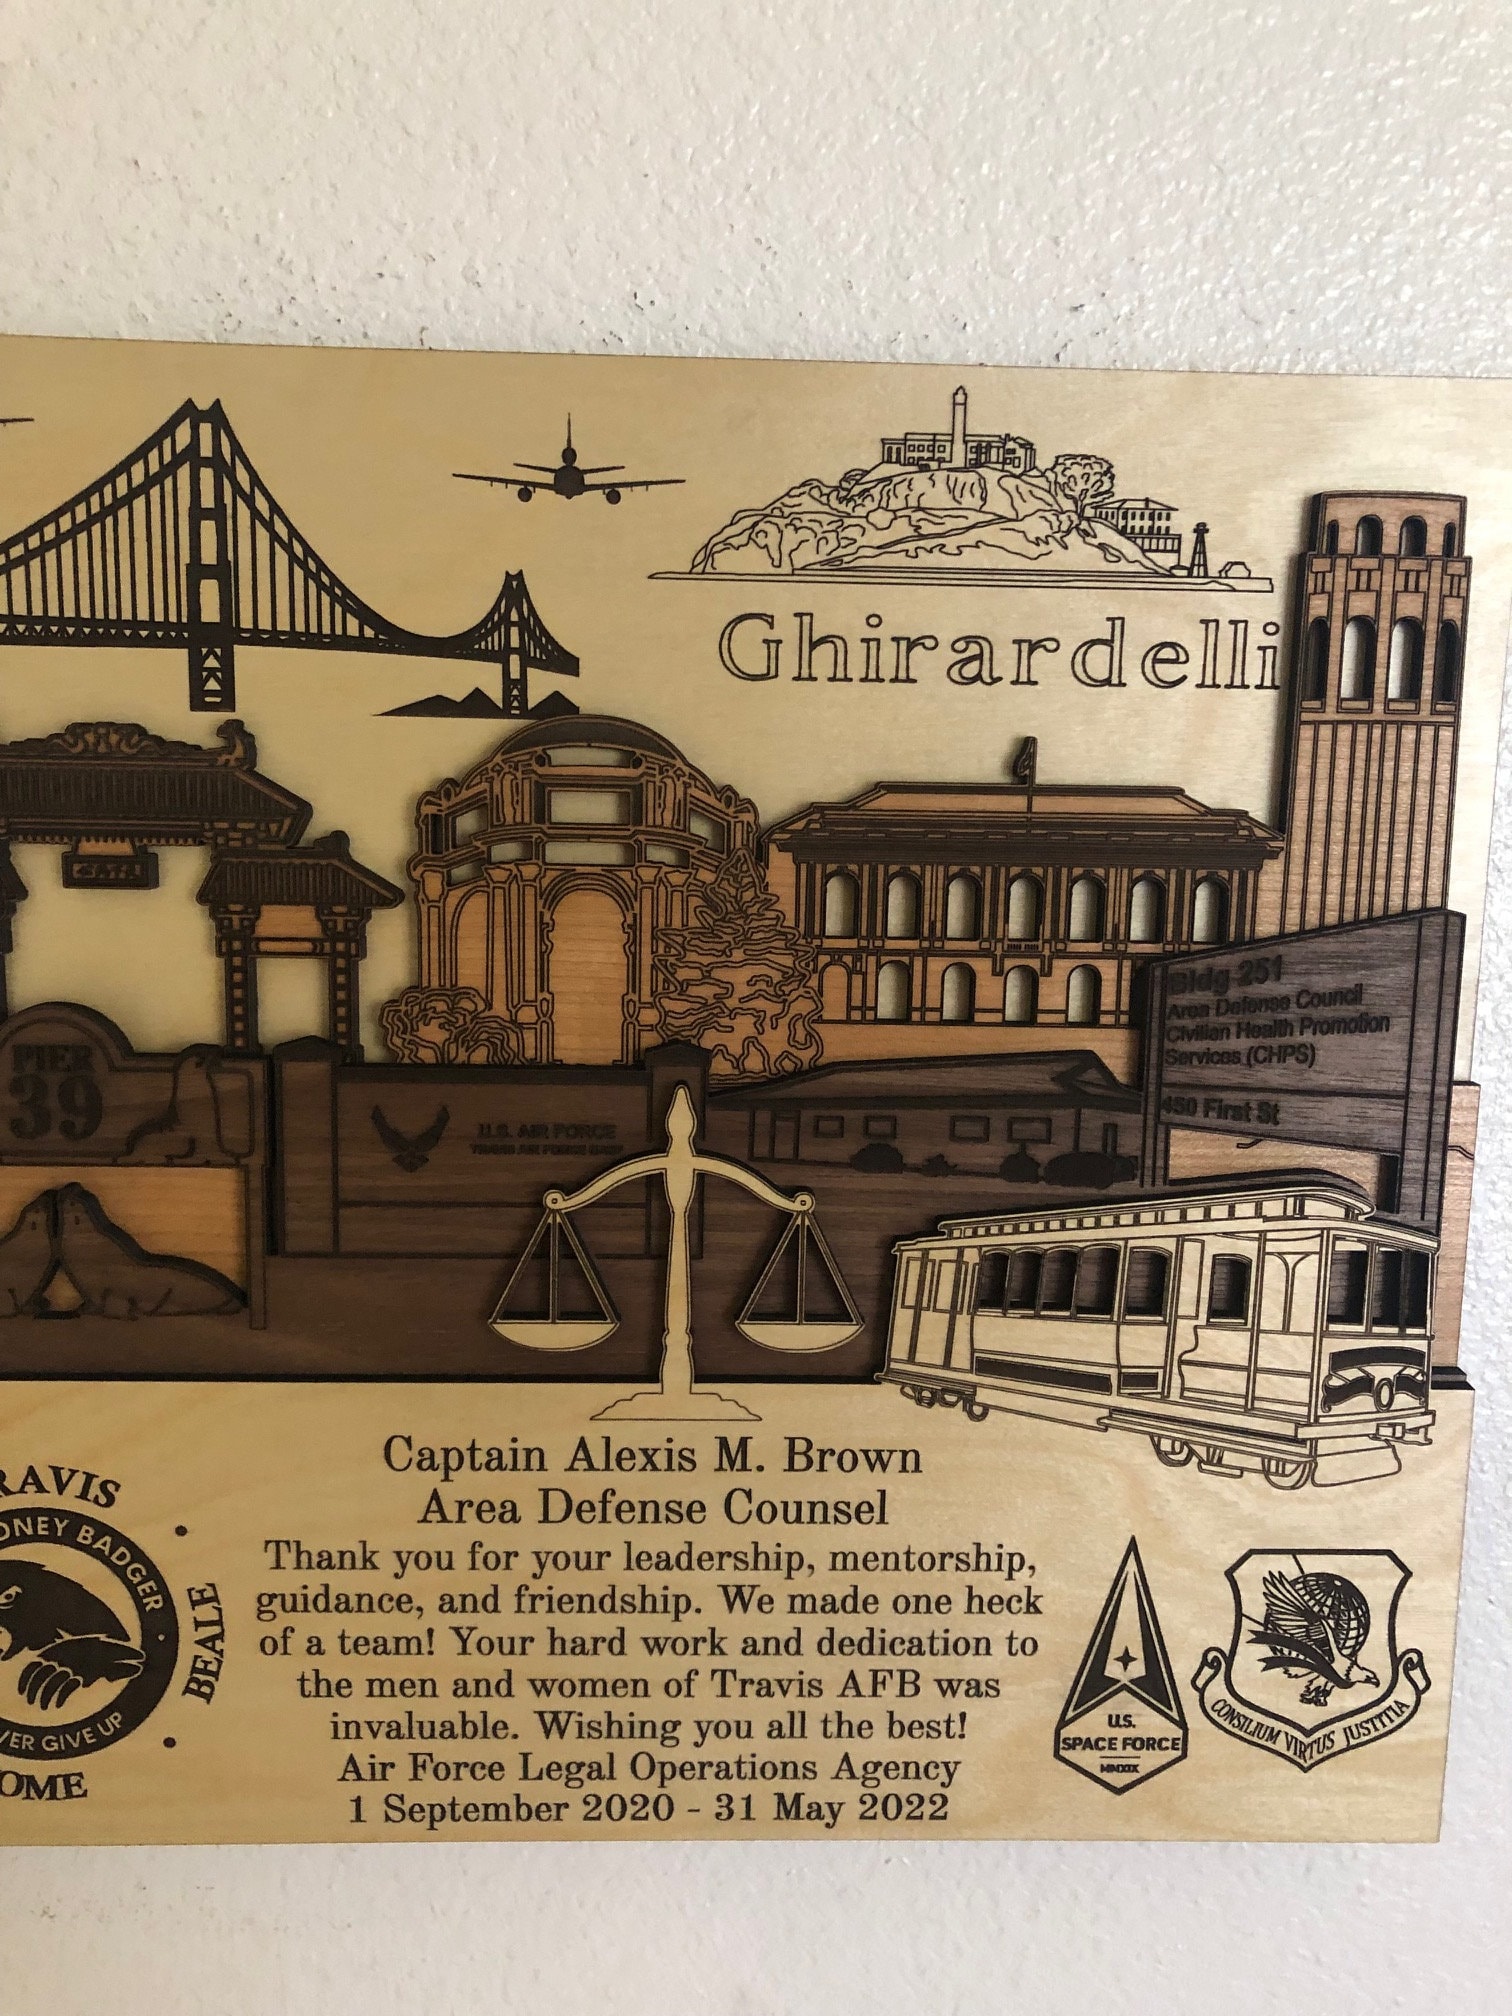 Ghirardelli
Bldg 251
Area Defense Council
Civilian Health Promotion
Services (CHPS)
450 First St
PIER
39
U.S. AIR FORCE
Captain Alexis M. Brown
Area Defense Counsel
Thank you for your leadership, mentorship,
guidance, and friendship. We made one heck
of a team! Your hard work and dedication to
the men and women of Travis AFB was
invaluable. Wishing you all the best!
Air Force Legal Operations Agency
1 September 2020 - 31 May 2022
RAVIS
ONEY BADGER
VER GIVE UP
BEALE
OME
U.S.
SPACE FORCE
MMXIX
CONSILIUM VIRTUS JUSTITIA